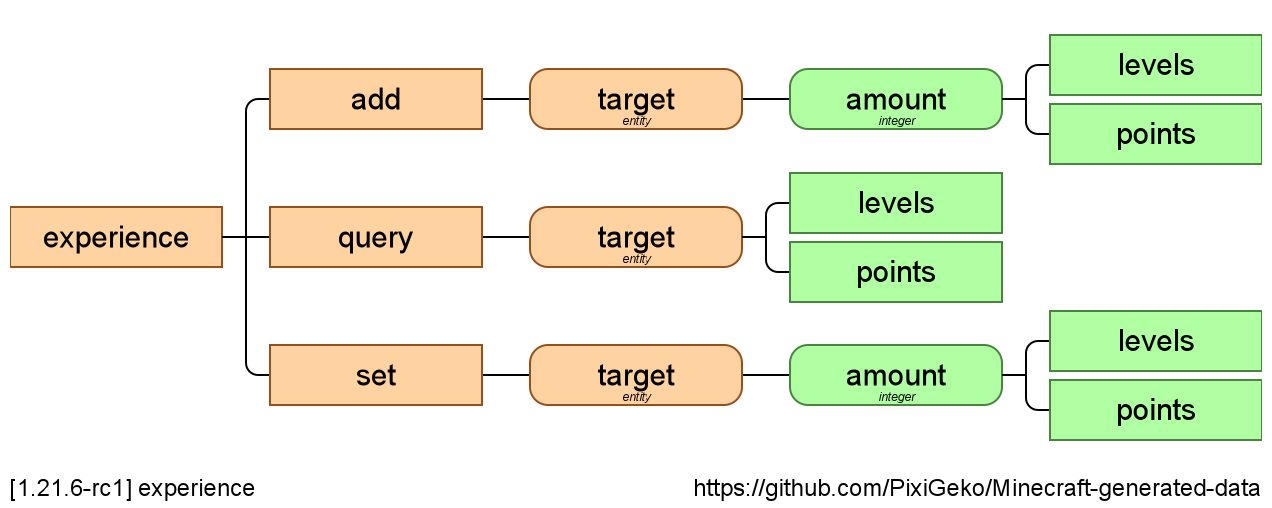 levels
add target amount
entity integer
points
levels
experience query target
entity
points
levels
set target amount
entity integer
points
[1.21.6-rc1] experience https://github.com/PixiGeko/Minecraft-generated-data